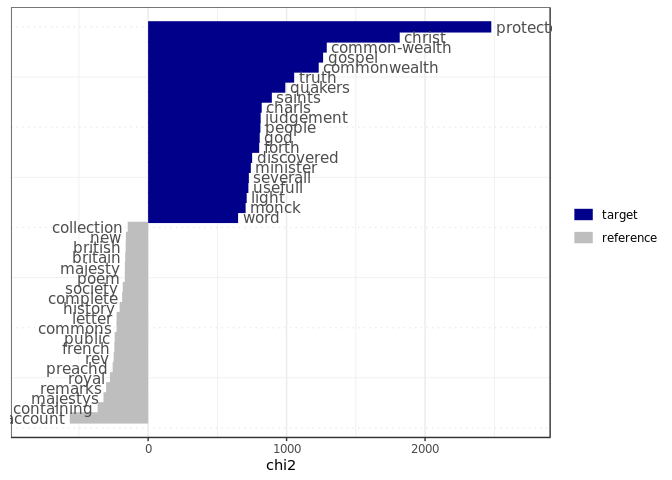 protect
christ
common-wealth
gospel
commonwealth
truth
quakers
saints
charls
judgement
people
god
forth
discovered
minister
severall
usefull
light
monck
word
collection
new
british
britain
majesty
poem
society
complete
history
letter
commons
public
french
rev
preachd
royal
remarks
majestys
containing
account
target
reference
0 1000 2000
chi2